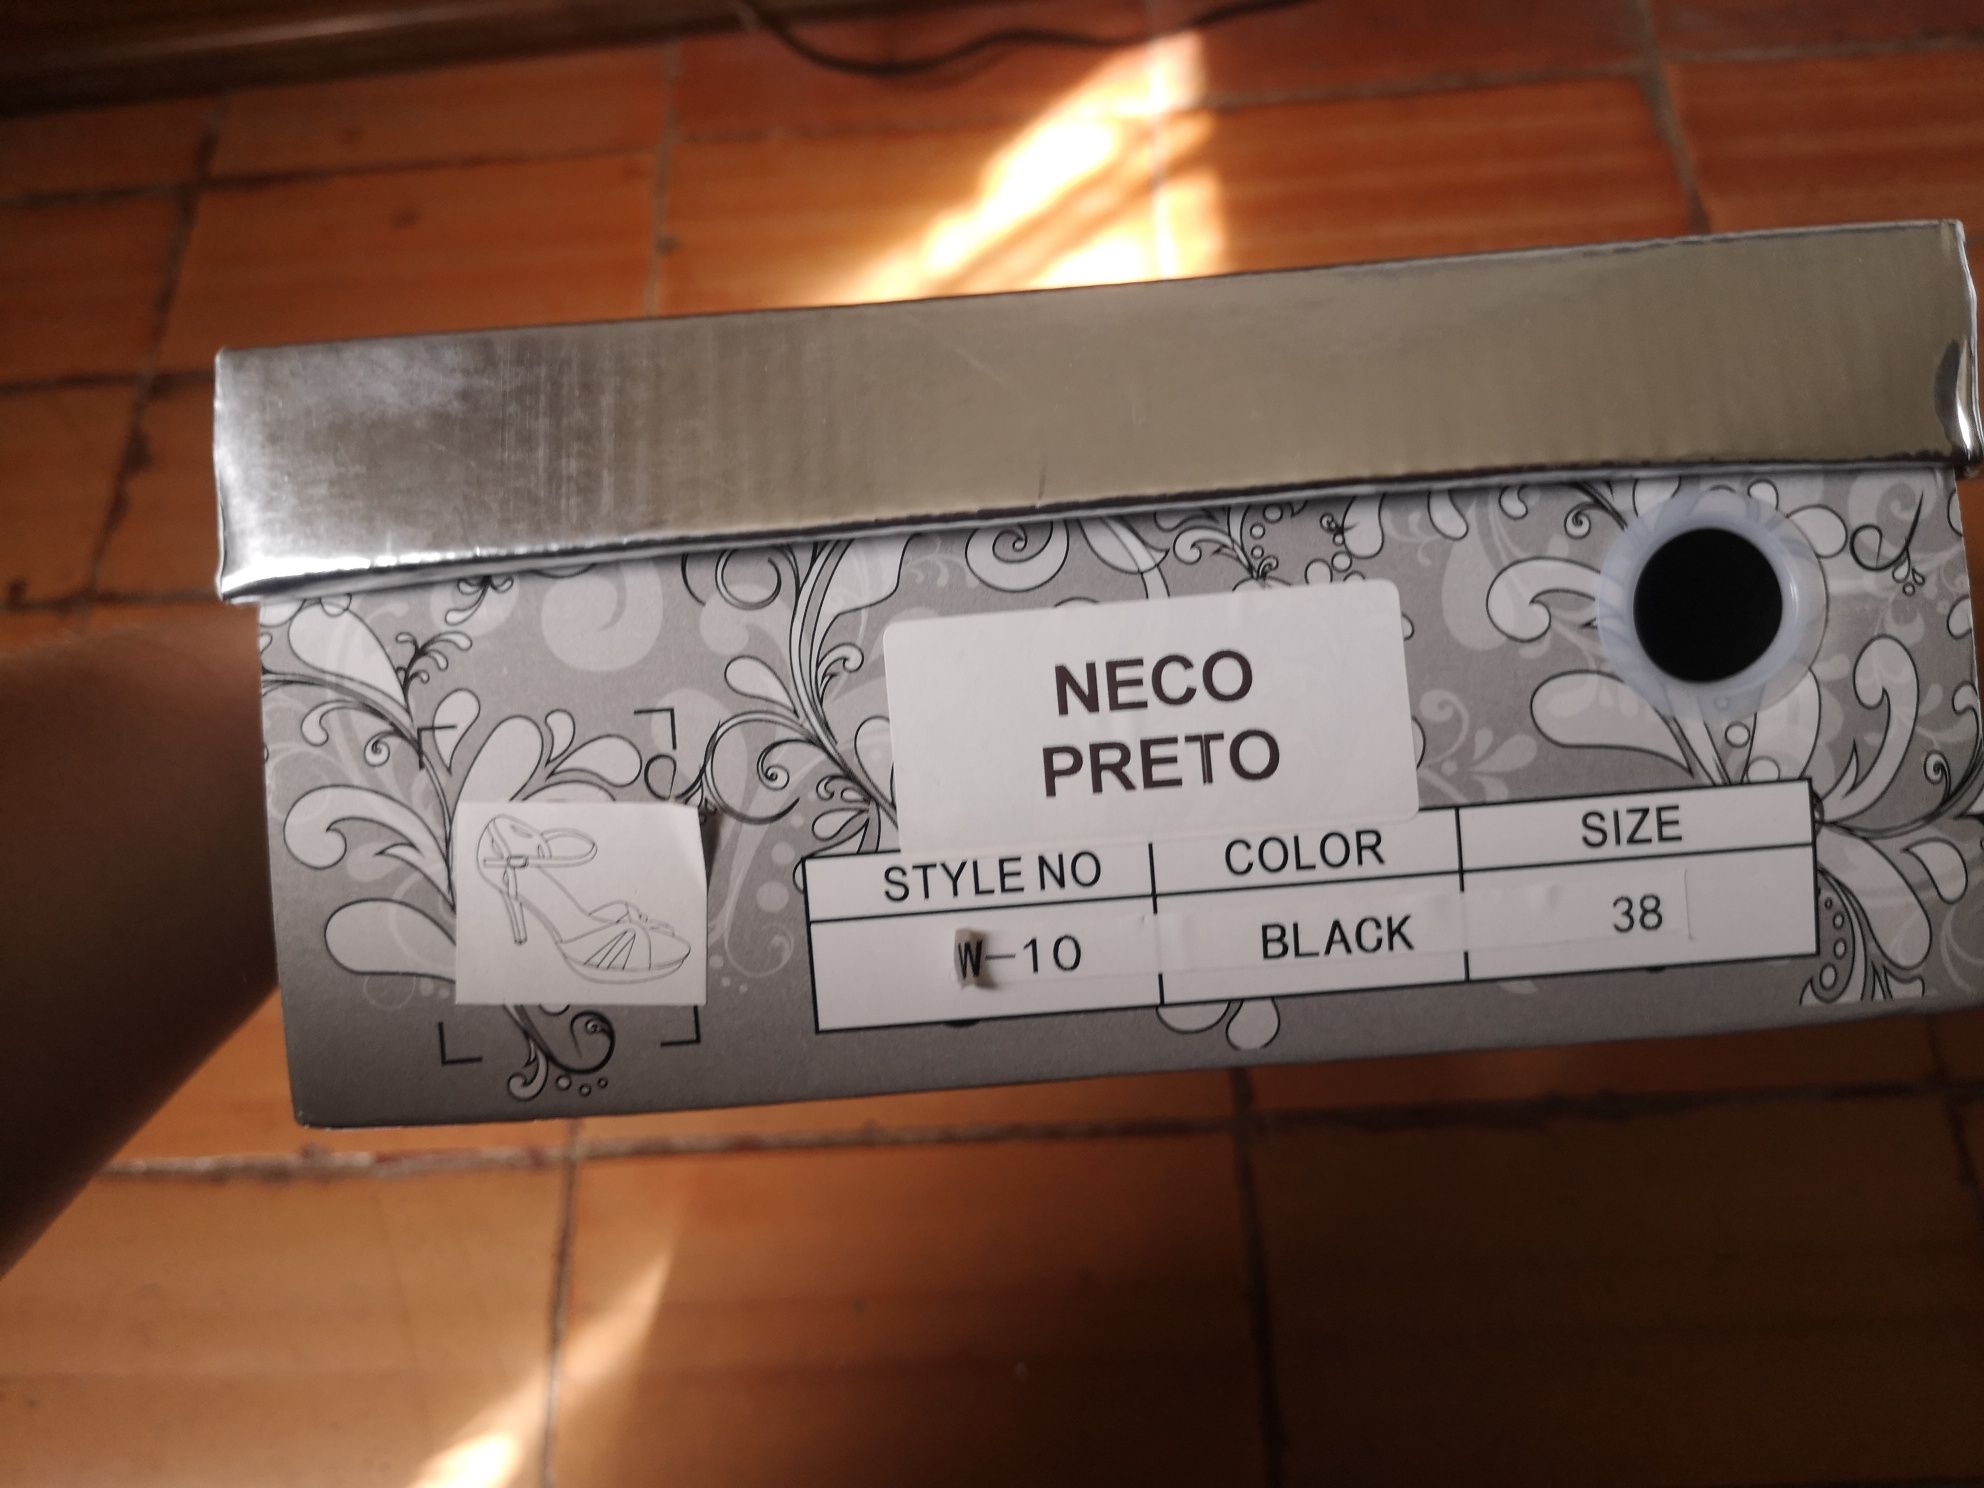 NECO
PRETO
STYLE NO COLOR SIZE
W-10 BLACK 38